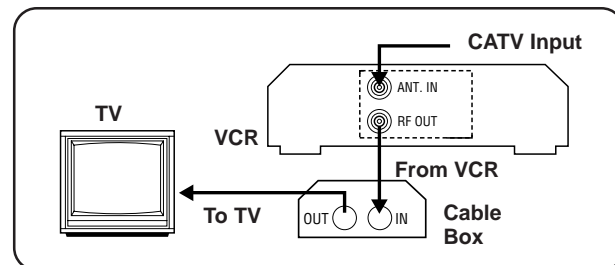 CATV Input
ANT. IN
TV
RF OUT
VCR
From VCR
To TV
OUT
IN
Cable
Box